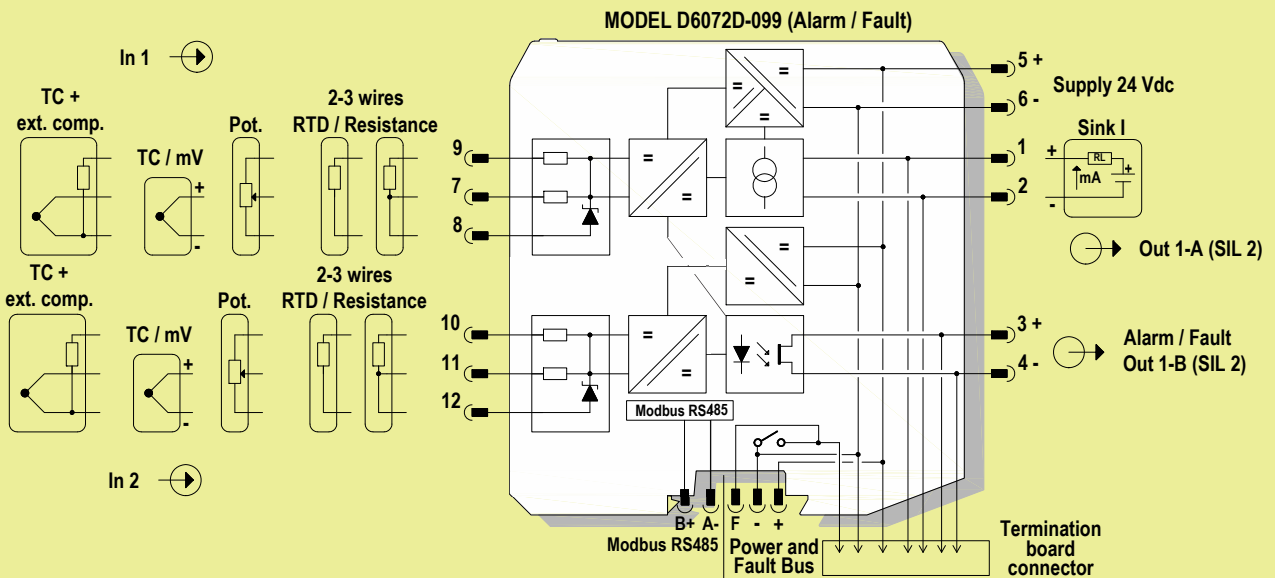 MODEL D6072D-099 (Alarm / Fault)
In 1
TC +
ext. comp.
TC / mV
+
-
Pot.
2-3 wires
RTD / Resistance
9
7
8
=
=
=
=
=
5 +
6 -
Supply 24 Vdc
1
2
Sink I
+
-
RL
mA
+
Out 1-A (SIL 2)
TC +
ext. comp.
TC / mV
+
-
Pot.
2-3 wires
RTD / Resistance
10
11
12
=
=
=
=
3 +
4 -
Alarm / Fault
Out 1-B (SIL 2)
Modbus RS485
In 2
B+ A- F - +
Modbus RS485
Power and
Fault Bus
Termination
board
connector